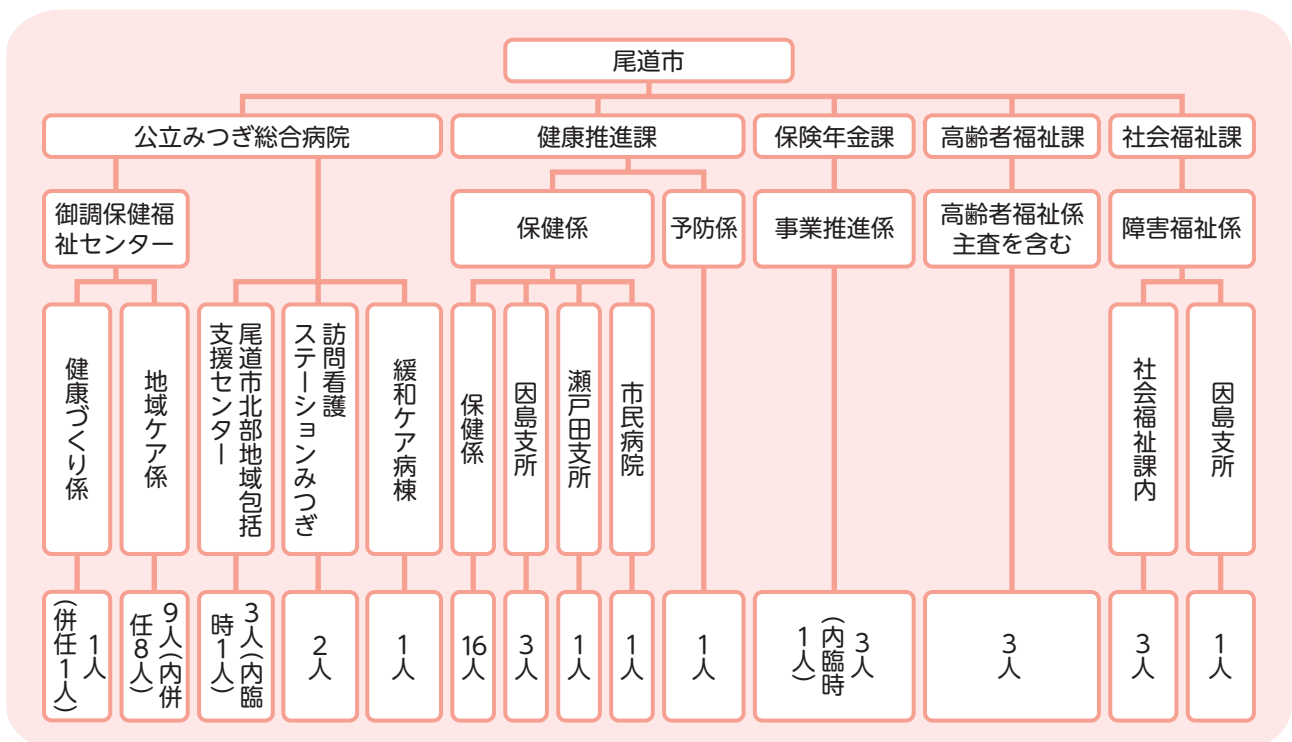 尾道市
公立みつぎ総合病院
健康推進課
保険年金課
高齢者福祉課
社会福祉課
御調保健福
祉センター
保健係
予防係
事業推進係
高齢者福祉係
主査を含む
障害福祉係
健康づくり係
地域ケア係
尾道市北部地域包括
支援センター
訪問看護
ステーションみつぎ
緩和ケア病棟
保健係
因島支所
瀬戸田支所
市民病院
社会福祉課内
因島支所
1人
(併任1人)
9人(内併
任8人)
3人(内臨
時1人)
2人
1人
16人
3人
1人
1人
1人
3人
(内臨時
1人)
3人
3人
1人